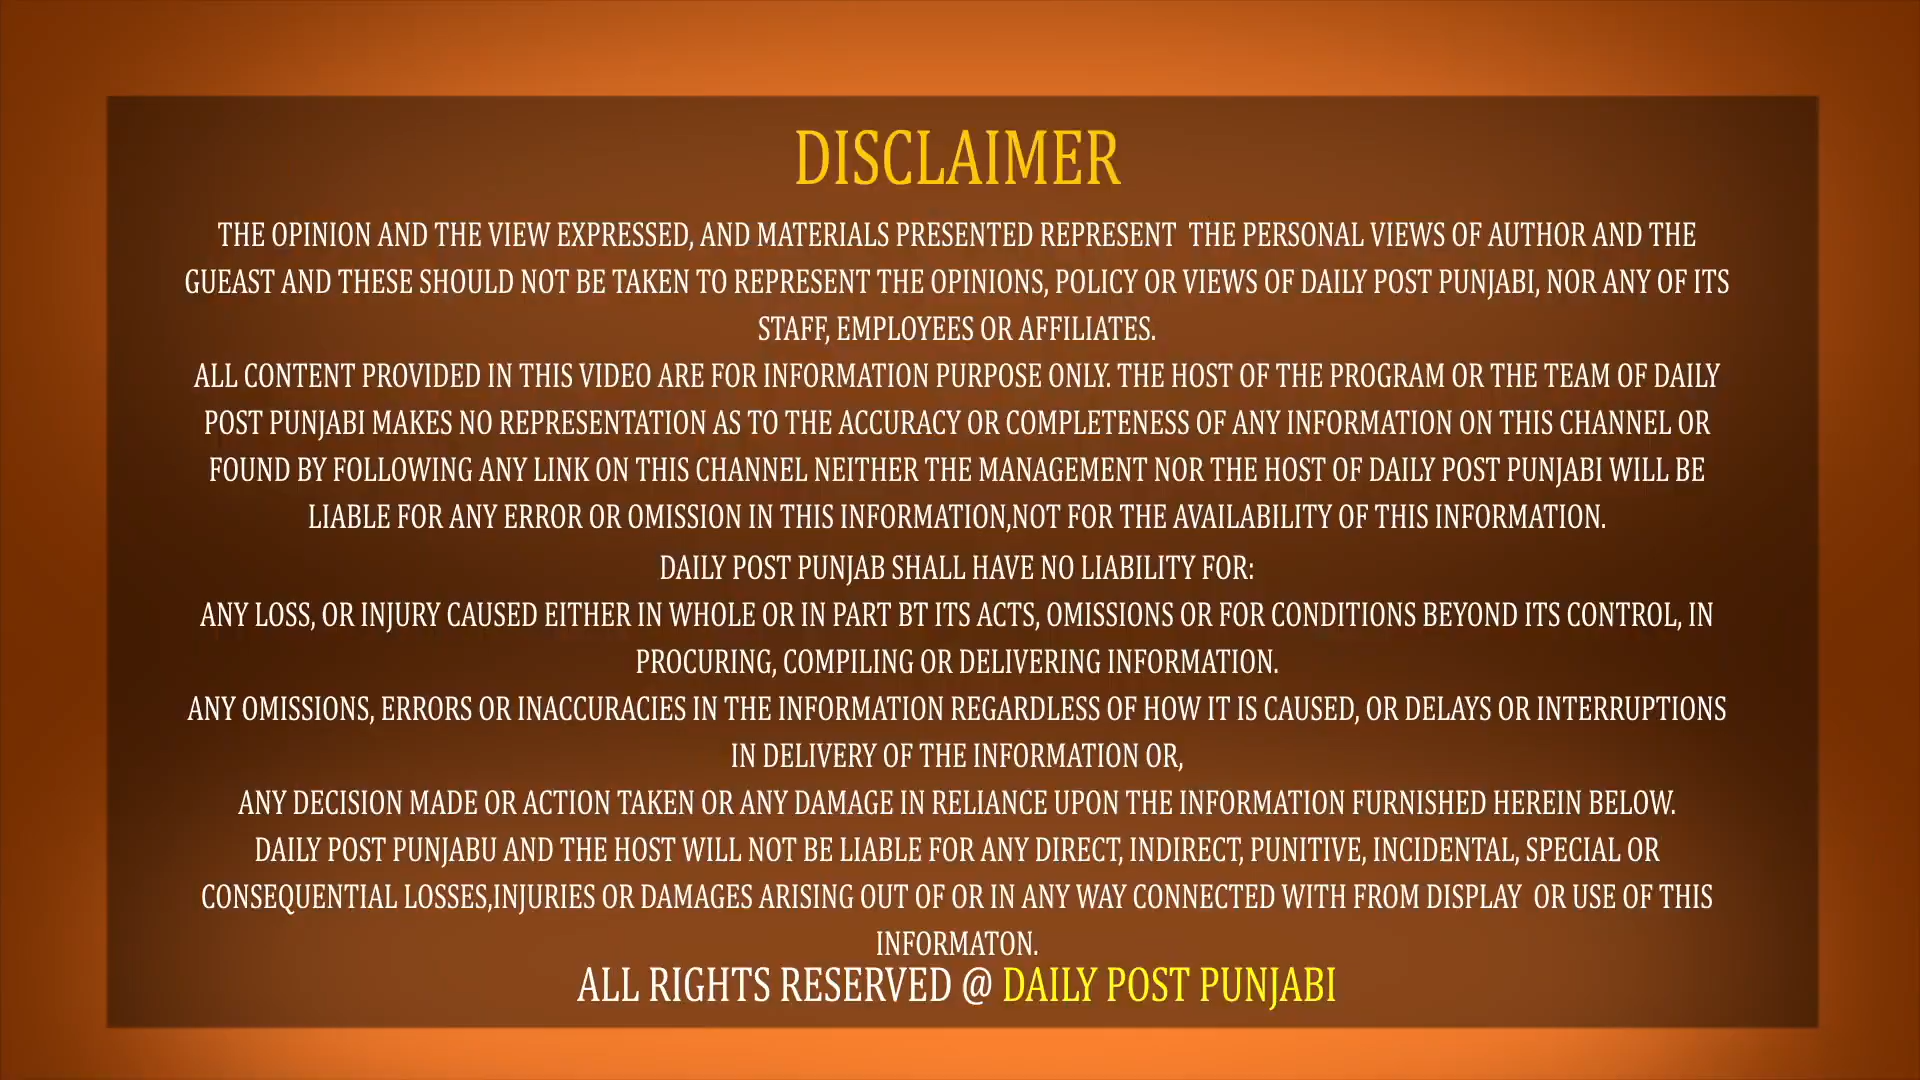 DISCLAIMER
THE OPINION AND THE VIEW EXPRESSED, AND MATERIALS PRESENTED REPRESENT THE PERSONAL VIEWS OF AUTHOR AND THE
GUEAST AND THESE SHOULD NOT BE TAKEN TO REPRESENT THE OPINIONS, POLICY OR VIEWS OF DAILY POST PUNJABI, NOR ANY OF ITS
STAFF, EMPLOYEES OR AFFILIATES.
ALL CONTENT PROVIDED IN THIS VIDEO ARE FOR INFORMATION PURPOSE ONLY. THE HOST OF THE PROGRAM OR THE TEAM OF DAILY
POST PUNJABI MAKES NO REPRESENTATION AS TO THE ACCURACY OR COMPLETENESS OF ANY INFORMATION ON THIS CHANNEL OR
FOUND BY FOLLOWING ANY LINK ON THIS CHANNEL NEITHER THE MANAGEMENT NOR THE HOST OF DAILY POST PUNJABI WILL BE
LIABLE FOR ANY ERROR OR OMISSION IN THIS INFORMATION,NOT FOR THE AVAILABILITY OF THIS INFORMATION.
DAILY POST PUNJAB SHALL HAVE NO LIABILITY FOR:
ANY LOSS, OR INJURY CAUSED EITHER IN WHOLE OR IN PART BT ITS ACTS, OMISSIONS OR FOR CONDITIONS BEYOND ITS CONTROL, IN
PROCURING, COMPILING OR DELIVERING INFORMATION.
ANY OMISSIONS, ERRORS OR INACCURACIES IN THE INFORMATION REGARDLESS OF HOW IT IS CAUSED, OR DELAYS OR INTERRUPTIONS
IN DELIVERY OF THE INFORMATION OR,
ANY DECISION MADE OR ACTION TAKEN OR ANY DAMAGE IN RELIANCE UPON THE INFORMATION FURNISHED HEREIN BELOW.
DAILY POST PUNJABU AND THE HOST WILL NOT BE LIABLE FOR ANY DIRECT, INDIRECT, PUNITIVE, INCIDENTAL, SPECIAL OR
CONSEQUENTIAL LOSSES,INJURIES OR DAMAGES ARISING OUT OF OR IN ANY WAY CONNECTED WITH FROM DISPLAY OR USE OF THIS
INFORMATON.
ALL RIGHTS RESERVED @ DAILY POST PUNJABI